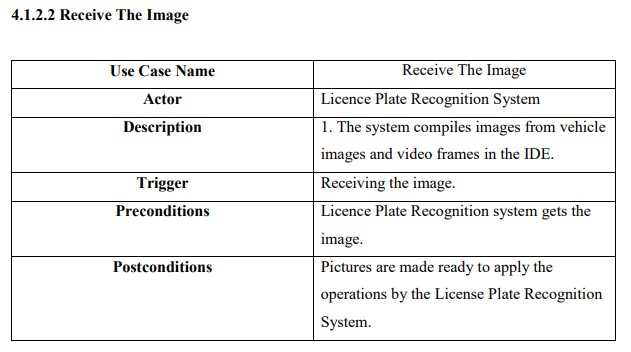 4.1.2.2 Receive The Image
Use Case Name
Receive The Image
Actor
Licence Plate Recognition System
Description
1. The system compiles images from vehicle
images and video frames in the IDE.
Trigger
Receiving the image.
Preconditions
Licence Plate Recognition system gets the
image.
Postconditions
Pictures are made ready to apply the
operations by the License Plate Recognition
System.